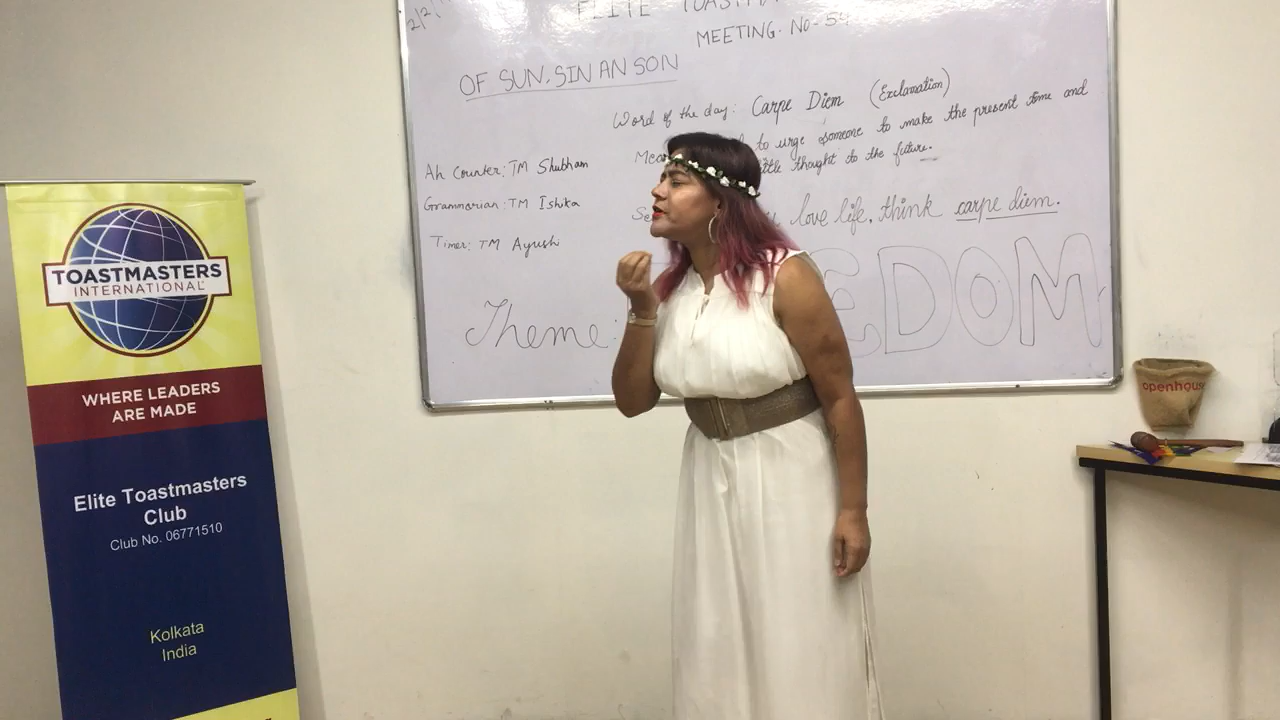 ELITE
MEETING. NO-54
OF SUN, SIN AN SON
Word of the day: Carpe Diem (Exclamation)
to urge someone to make the present time and
thought to the future.
Ah Counter: TM Shubham
Grammarian: TM Ishika
Timer: TM Ayushi
love life, think carpe diem.
Theme: EDOM
TOASTMASTERS
INTERNATIONAL
WHERE LEADERS
ARE MADE
Elite Toastmasters
Club
Club No. 06771510
Kolkata
India
openhouse